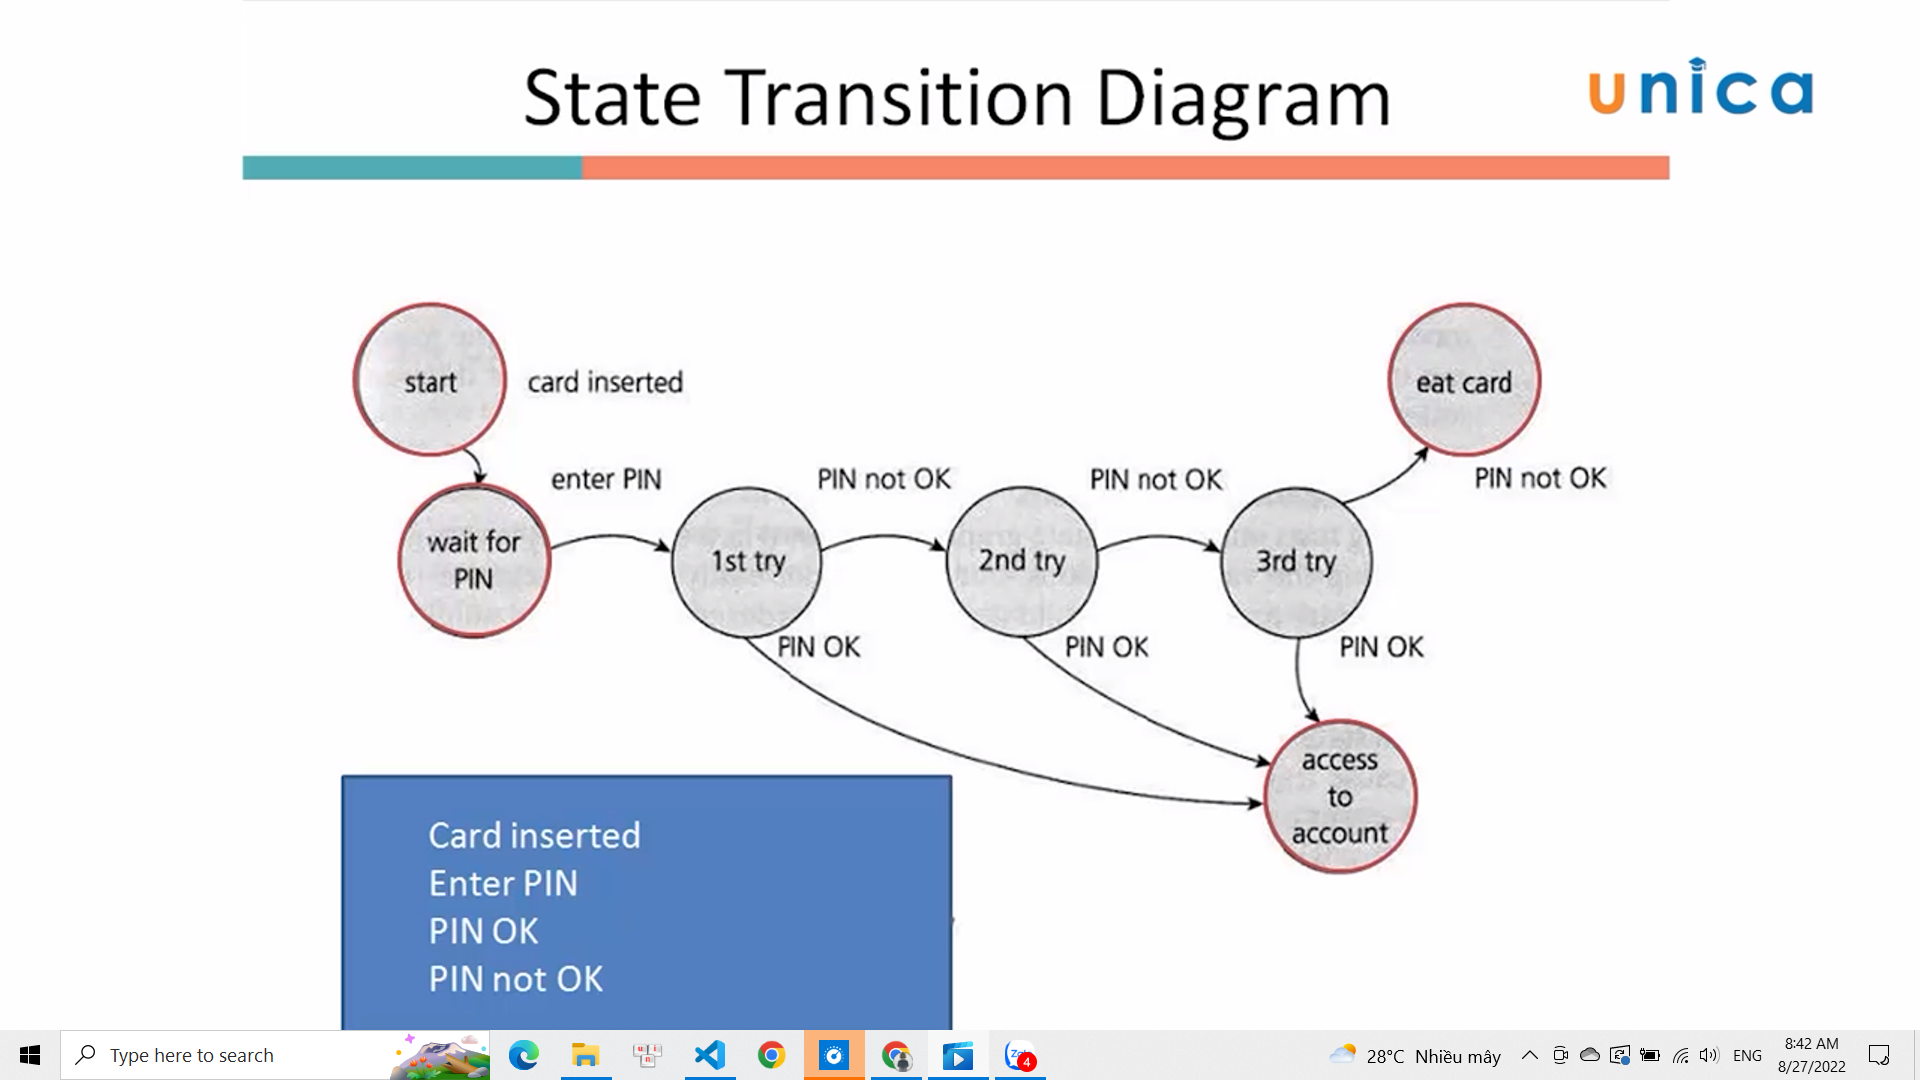 State Transition Diagram
unica
start
card inserted
eat card
enter PIN
PIN not OK
PIN not OK
PIN not OK
wait for
PIN
1st try
2nd try
3rd try
PIN OK
PIN OK
PIN OK
access
to
account
Card inserted
Enter PIN
PIN OK
PIN not OK
Type here to search
4
28°C Nhiều mây
ENG
8:42 AM
8/27/2022